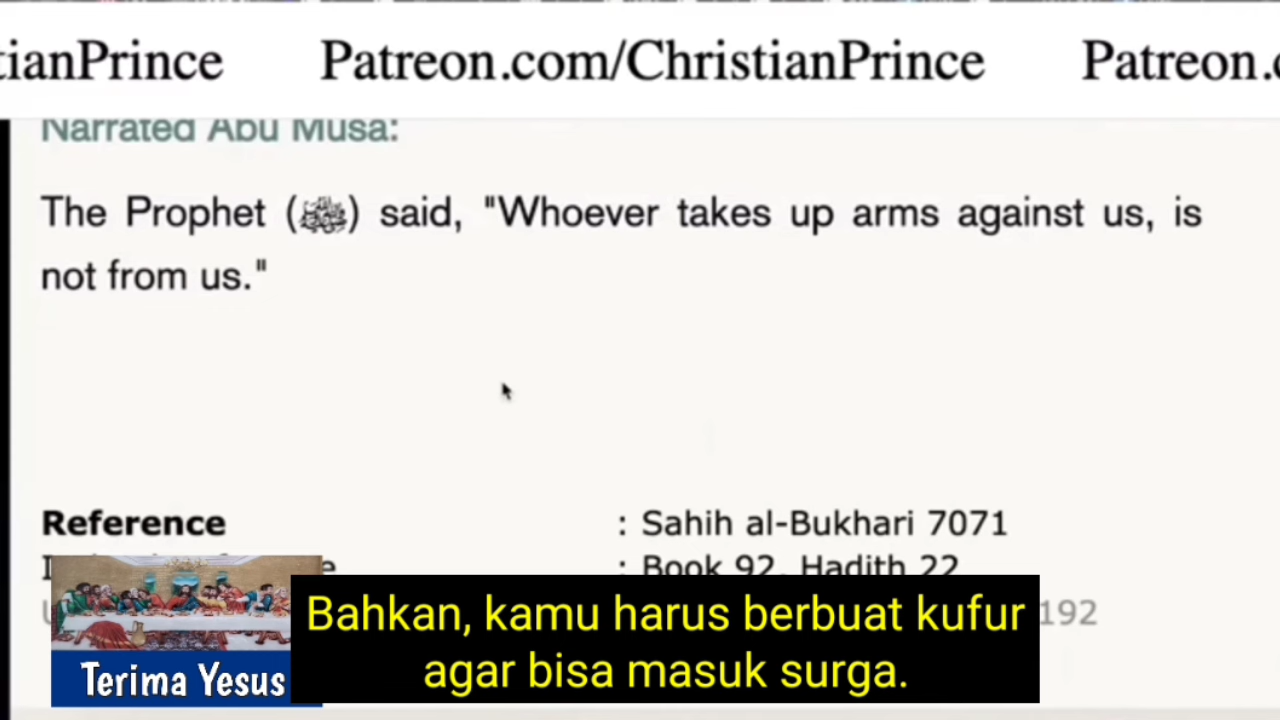 tianPrince Patreon.com/ChristianPrince Patreon.
Narrated Abu Musa:
The Prophet (ﷺ) said, "Whoever takes up arms against us, is
not from us."
Reference : Sahih al-Bukhari 7071
: Book 92, Hadith 22
192
Bahkan, kamu harus berbuat kufur
agar bisa masuk surga.
Terima Yesus